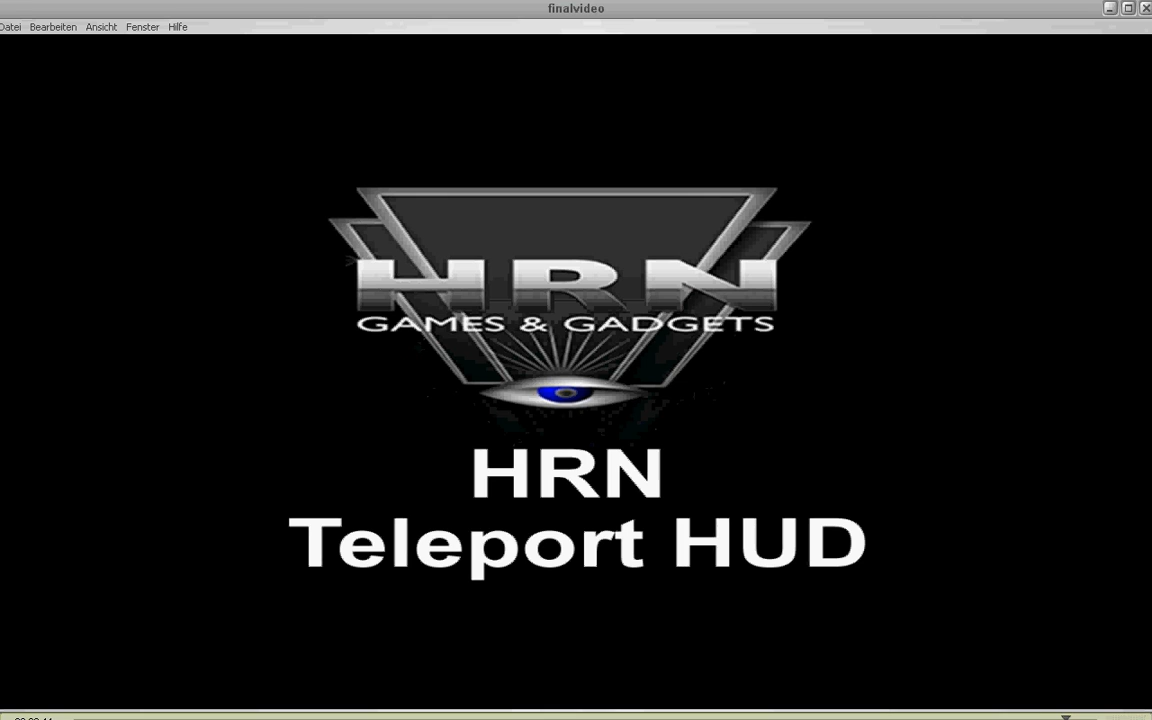 finalvideo
Datei Bearbeiten Ansicht Fenster Hilfe
HRN
GAMES & GADGETS
HRN
Teleport HUD